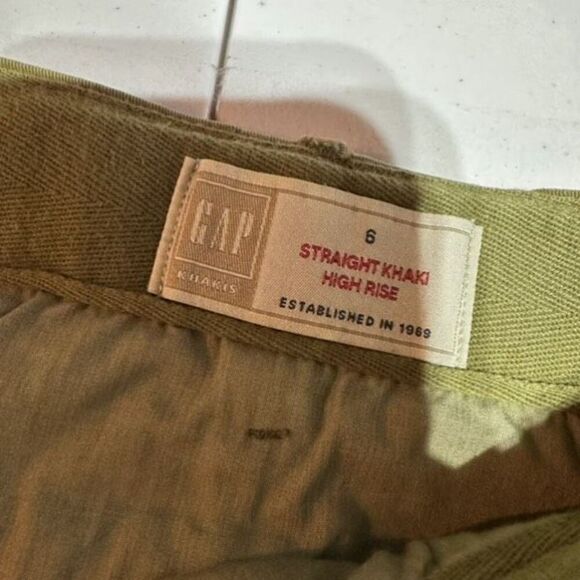 GAP
KHAKIS
6
STRAIGHT KHAKI
HIGH RISE
ESTABLISHED IN 1969